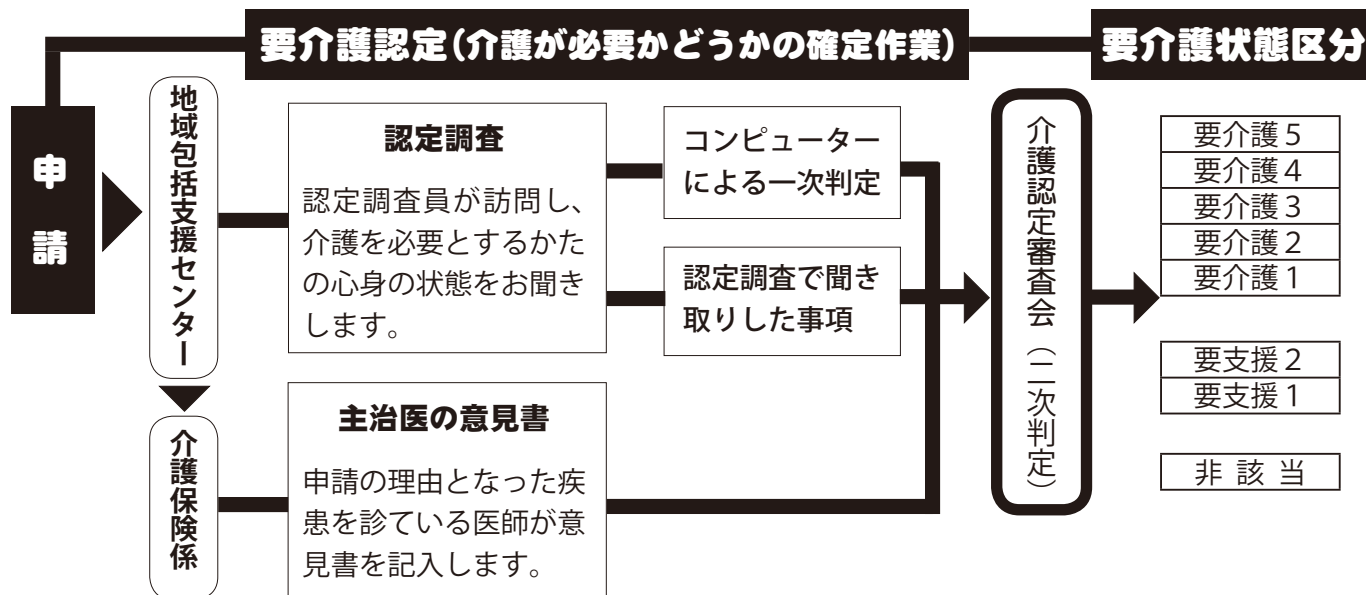 要介護認定(介護が必要かどうかの確定作業)
要介護状態区分
申請
地域包括支援センター
介護保険係
認定調査
認定調査員が訪問し、
介護を必要とするかた
の心身の状態をお聞き
します。
主治医の意見書
申請の理由となった疾
患を診ている医師が意
見書を記入します。
コンピューター
による一次判定
認定調査で聞き
取りした事項
介護認定審査会(二次判定)
要介護5
要介護4
要介護3
要介護2
要介護1
要支援2
要支援1
非該当